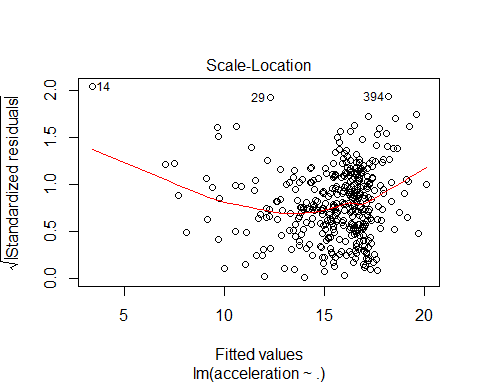 Scale-Location
√|Standardized residuals|
2.0
1.5
1.0
0.5
0.0
14
29
394
5 10 15 20
Fitted values
lm(acceleration ~ .)